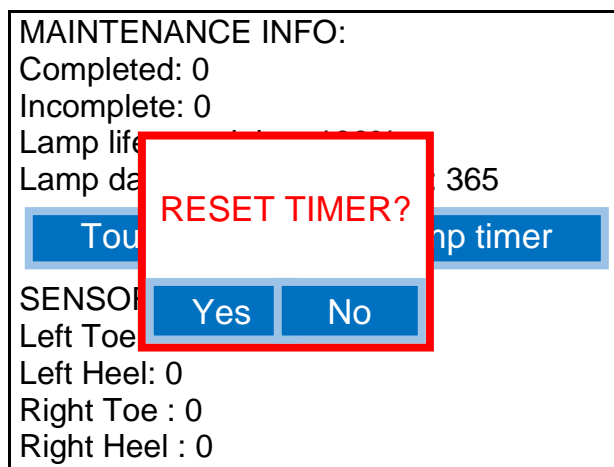 MAINTENANCE INFO:
Completed: 0
Incomplete: 0
Lamp life
Lamp da : 365
RESET TIMER?
Tou mp timer
Yes No
SENSOR
Left Toe
Left Heel: 0
Right Toe : 0
Right Heel : 0